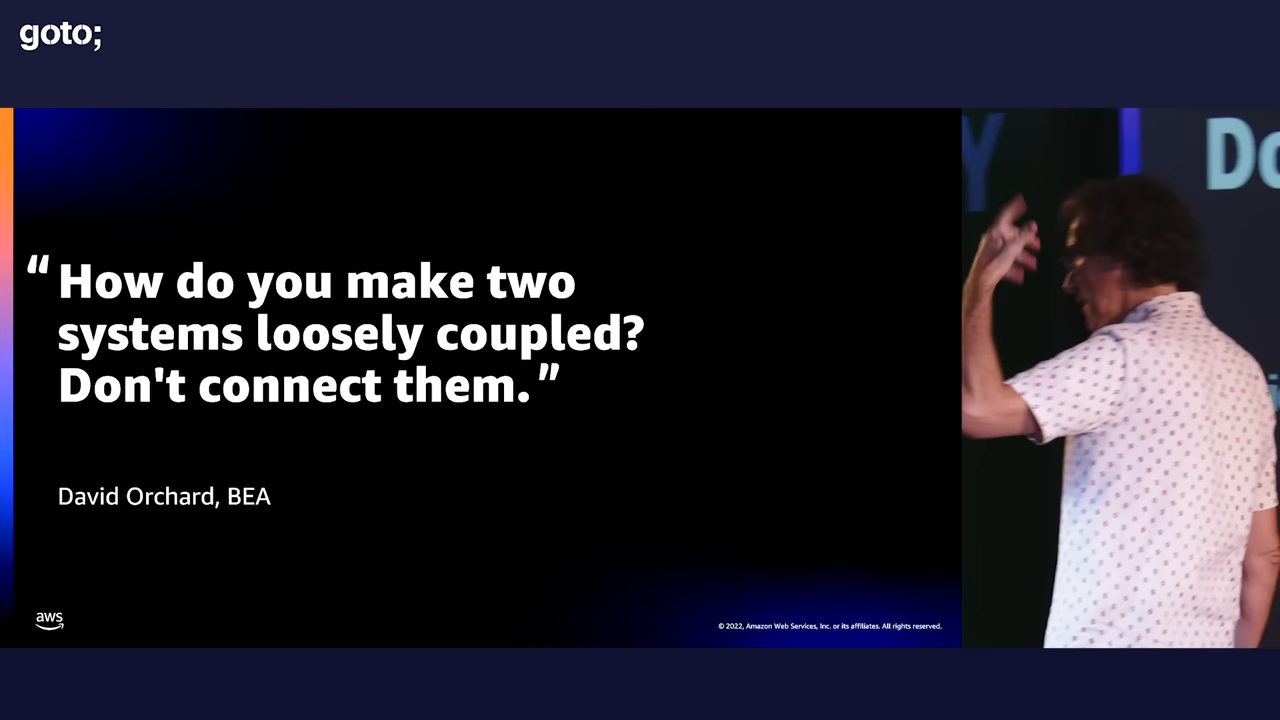 goto;
“How do you make two
systems loosely coupled?
Don't connect them.”
David Orchard, BEA
aws
© 2022, Amazon Web Services, Inc. or its affiliates. All rights reserved.
Y